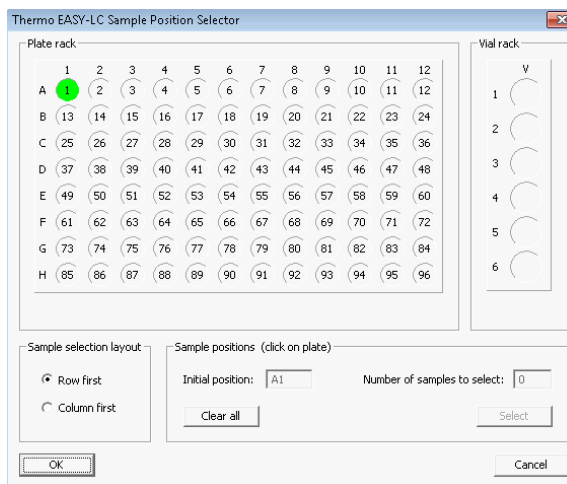 Thermo EASY-LC Sample Position Selector
Plate rack
1 2 3 4 5 6 7 8 9 10 11 12
A 1 2 3 4 5 6 7 8 9 10 11 12
B 13 14 15 16 17 18 19 20 21 22 23 24
C 25 26 27 28 29 30 31 32 33 34 35 36
D 37 38 39 40 41 42 43 44 45 46 47 48
E 49 50 51 52 53 54 55 56 57 58 59 60
F 61 62 63 64 65 66 67 68 69 70 71 72
G 73 74 75 76 77 78 79 80 81 82 83 84
H 85 86 87 88 89 90 91 92 93 94 95 96
Vial rack
V
1
2
3
4
5
6
Sample selection layout
Row first
Column first
Sample positions (click on plate)
Initial position: A1 Number of samples to select: 0
Clear all Select
OK Cancel